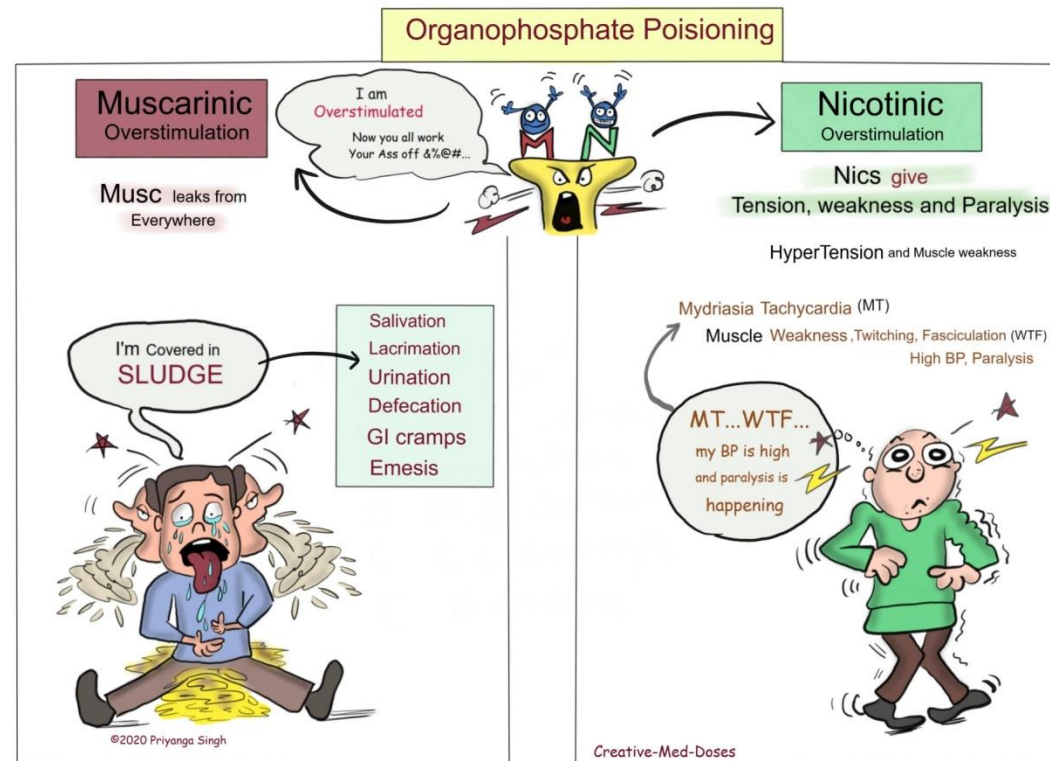 Organophosphate Poisioning
Muscarinic
Overstimulation
I am
Overstimulated
Now you all work
Your Ass off &%@#...
M N
Nicotinic
Overstimulation
Musc leaks from
Everywhere
Nics give
Tension, weakness and Paralysis
HyperTension and Muscle weakness
I'm Covered in
SLUDGE
Salivation
Lacrimation
Urination
Defecation
GI cramps
Emesis
Mydriasia Tachycardia (MT)
Muscle Weakness ,Twitching, Fasciculation (WTF)
High BP, Paralysis
MT...WTF...
my BP is high
and paralysis is
happening
©2020 Priyanga Singh
Creative-Med-Doses